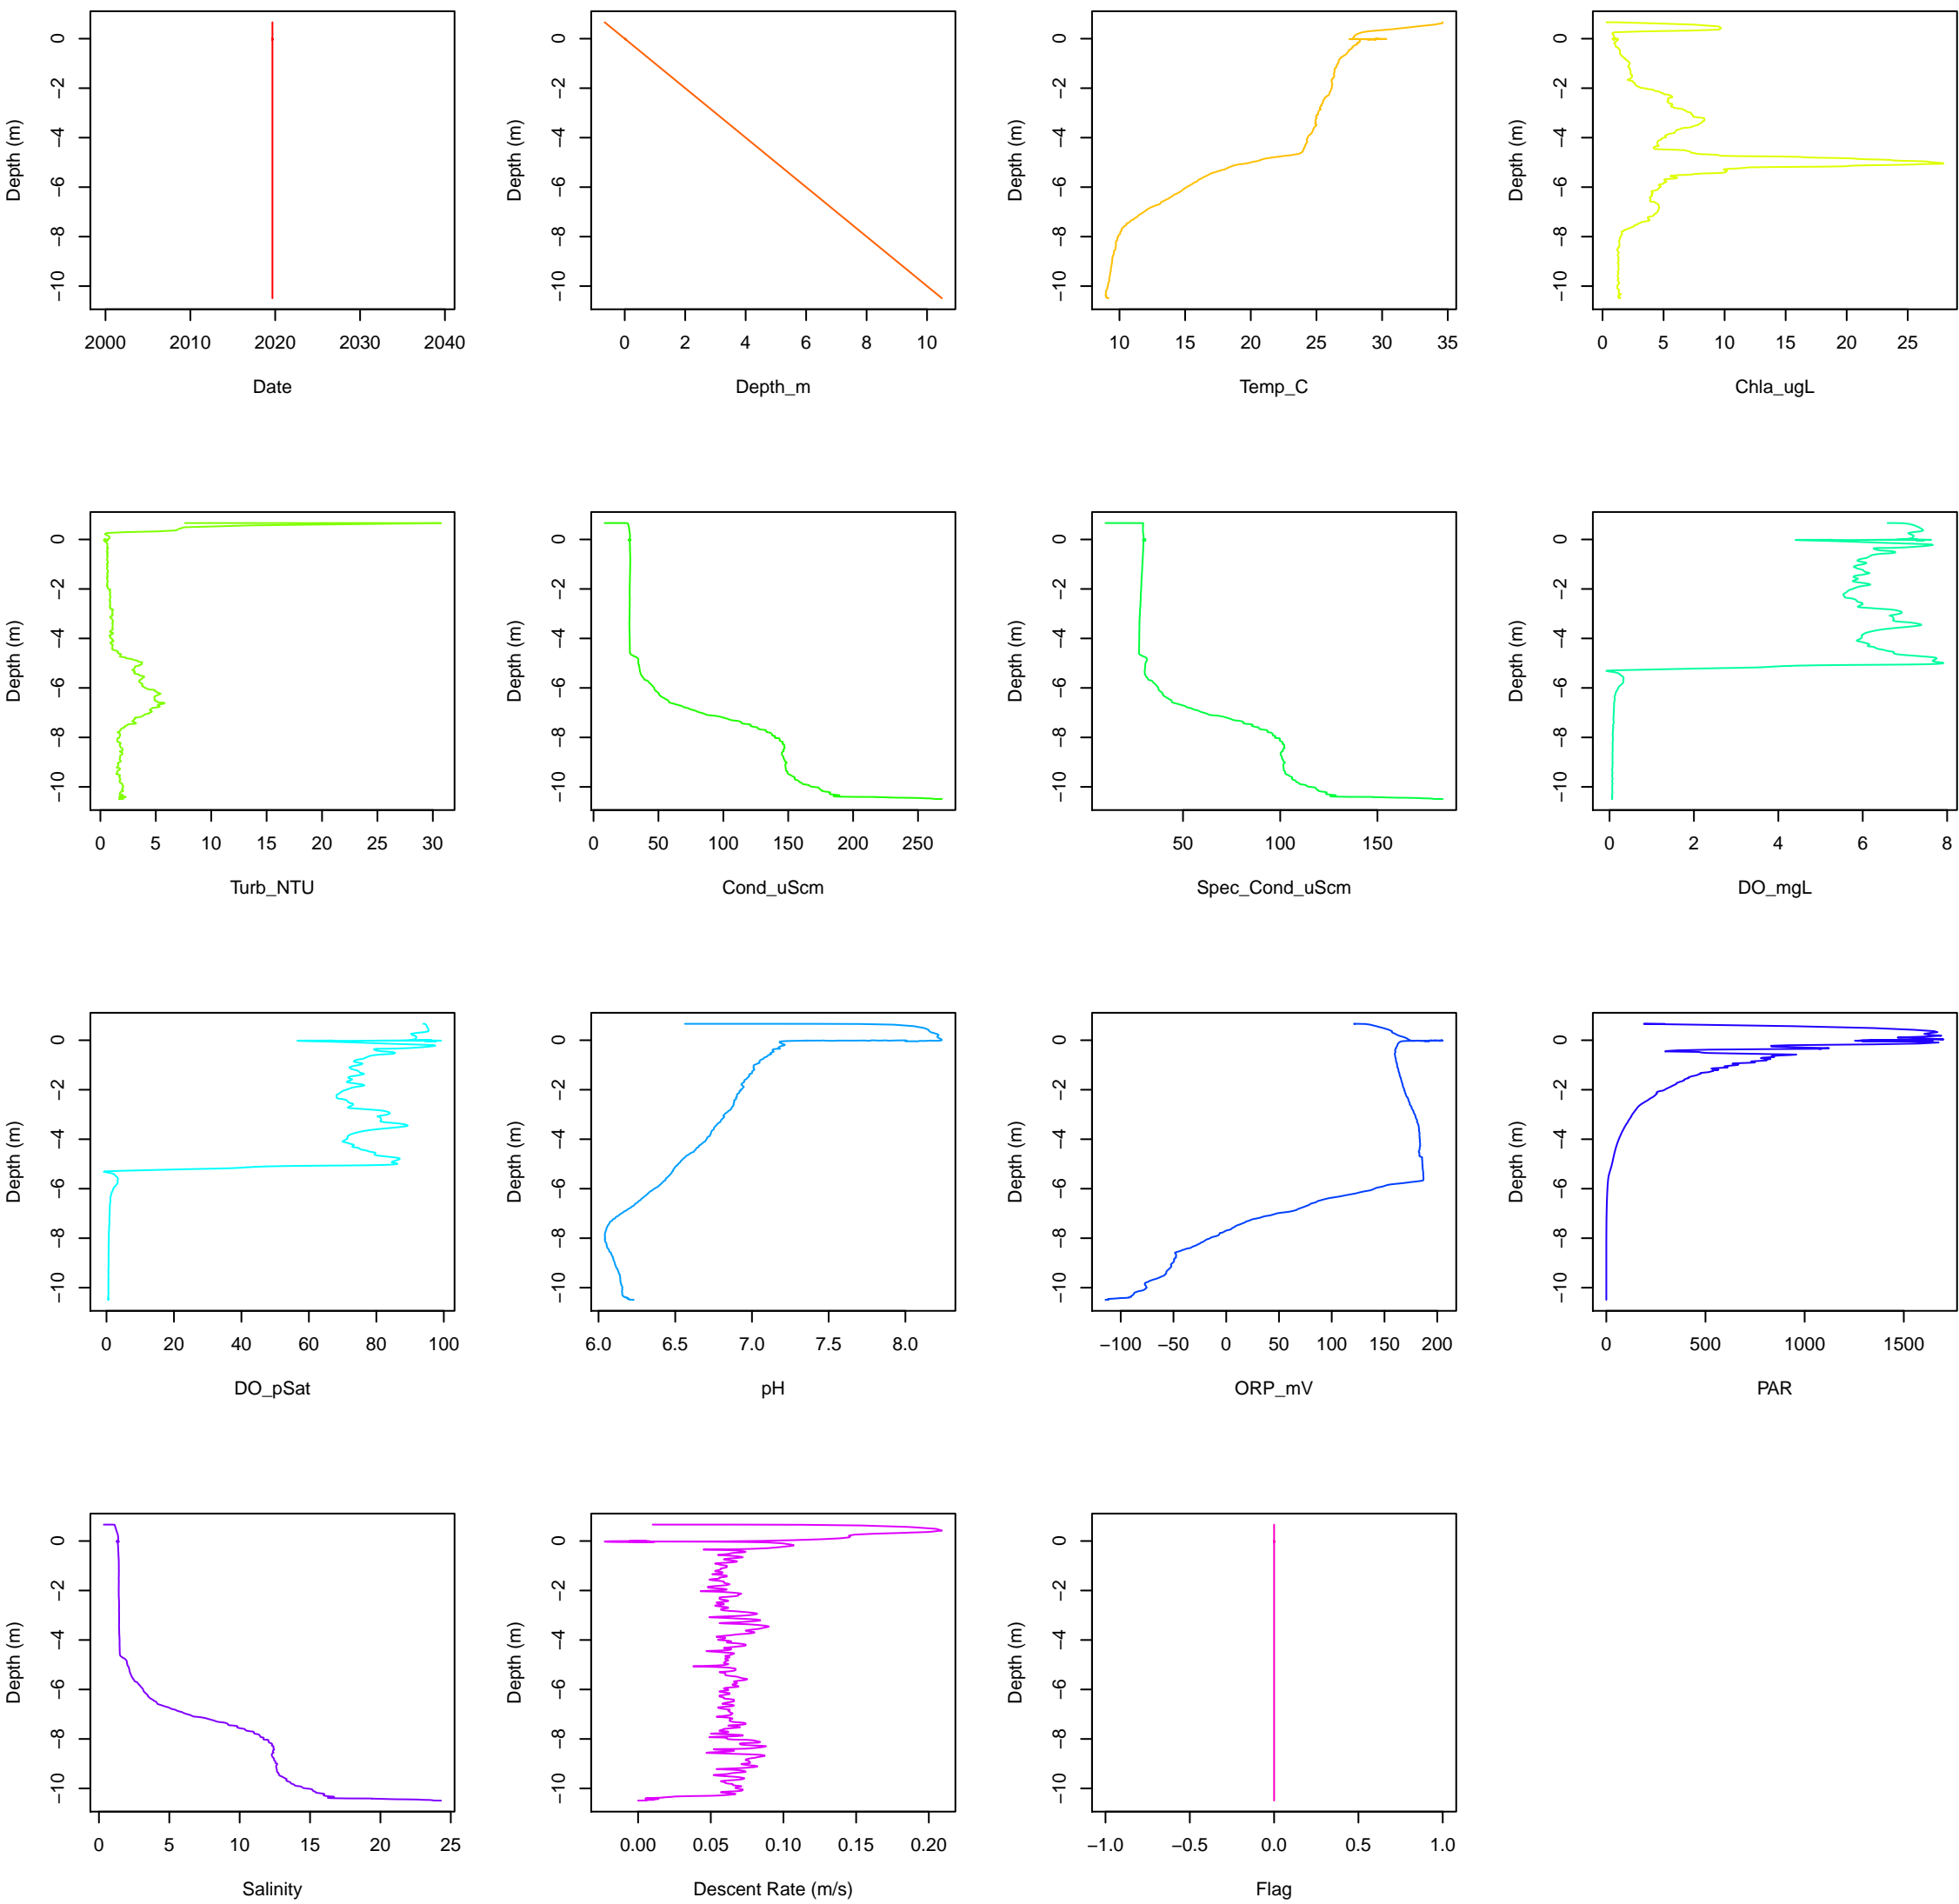 Depth (m)
0
−2
−4
−6
−8
−10
2000 2010 2020 2030 2040
Date
Depth (m)
0
−2
−4
−6
−8
−10
0 2 4 6 8 10
Depth_m
Depth (m)
0
−2
−4
−6
−8
−10
10 15 20 25 30 35
Temp_C
Depth (m)
0
−2
−4
−6
−8
−10
0 5 10 15 20 25
Chla_ugL
Depth (m)
0
−2
−4
−6
−8
−10
0 5 10 15 20 25 30
Turb_NTU
Depth (m)
0
−2
−4
−6
−8
−10
0 50 100 150 200 250
Cond_uScm
Depth (m)
0
−2
−4
−6
−8
−10
50 100 150
Spec_Cond_uScm
Depth (m)
0
−2
−4
−6
−8
−10
0 2 4 6 8
DO_mgL
Depth (m)
0
−2
−4
−6
−8
−10
0 20 40 60 80 100
DO_pSat
Depth (m)
0
−2
−4
−6
−8
−10
6.0 6.5 7.0 7.5 8.0
pH
Depth (m)
0
−2
−4
−6
−8
−10
−100 −50 0 50 100 150 200
ORP_mV
Depth (m)
0
−2
−4
−6
−8
−10
0 500 1000 1500
PAR
Depth (m)
0
−2
−4
−6
−8
−10
0 5 10 15 20 25
Salinity
Depth (m)
0
−2
−4
−6
−8
−10
0.00 0.05 0.10 0.15 0.20
Descent Rate (m/s)
Depth (m)
0
−2
−4
−6
−8
−10
−1.0 −0.5 0.0 0.5 1.0
Flag